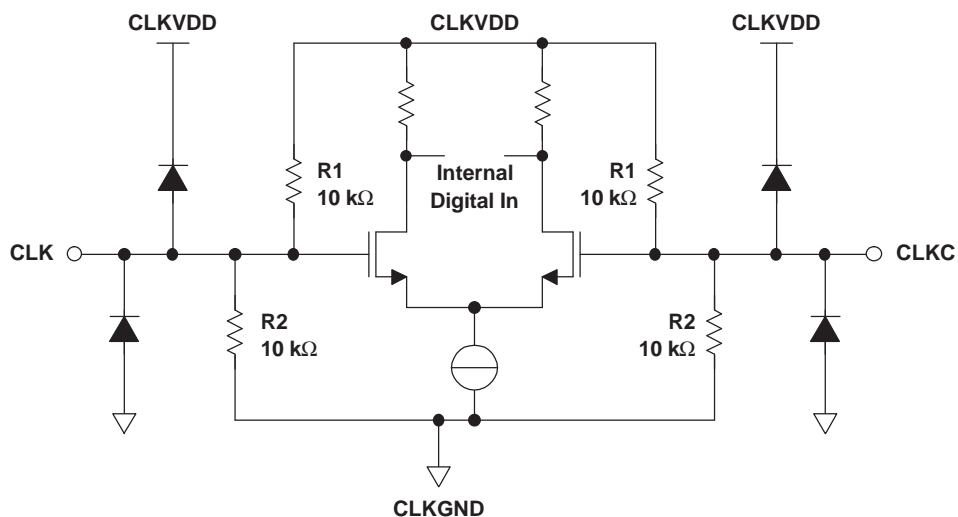 CLKVDD
CLKVDD
CLKVDD
R1
10 kΩ
Internal
Digital In
R1
10 kΩ
CLK
CLKC
R2
10 kΩ
R2
10 kΩ
CLKGND